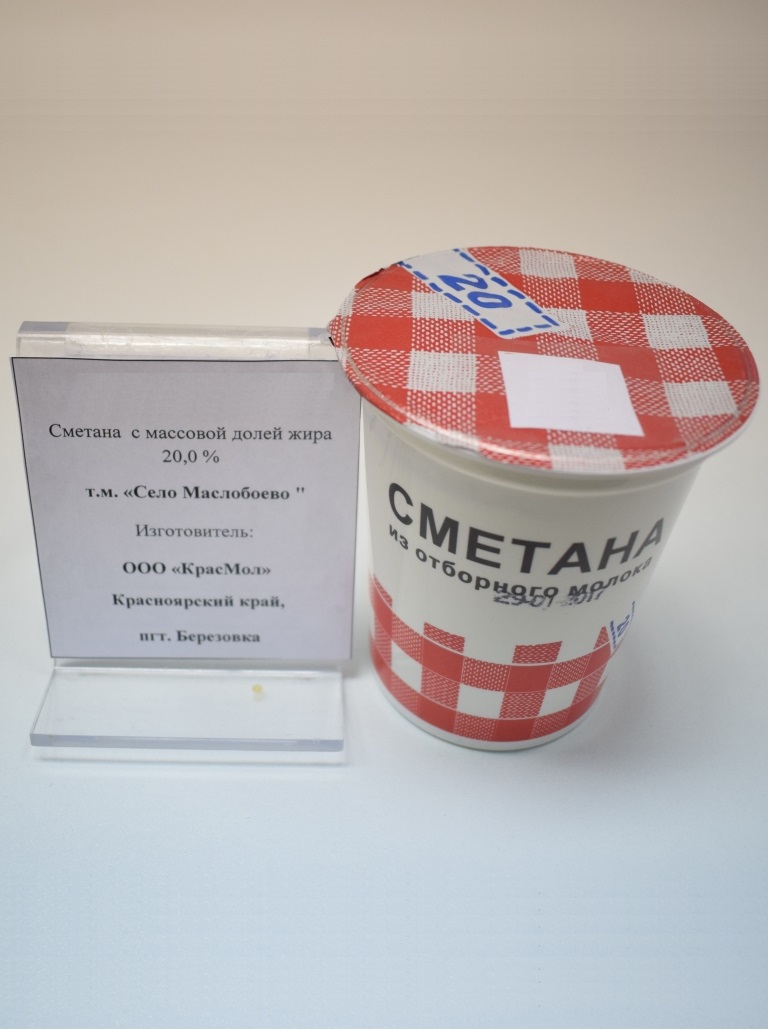 Сметана с массовой долей жира
20,0 %
т.м. «Село Маслобоево "
Изготовитель:
ООО «КрасМол»
Красноярский край,
пгт. Березовка
20
СМЕТАНА
из отборного молока